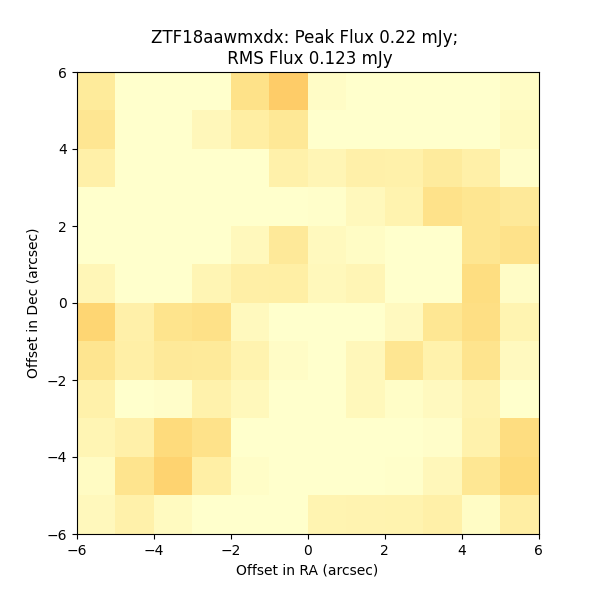 ZTF18aawmxdx: Peak Flux 0.22 mJy;
RMS Flux 0.123 mJy
6
4
2
0
−2
−4
−6
Offset in Dec (arcsec)
−6 −4 −2 0 2 4 6
Offset in RA (arcsec)